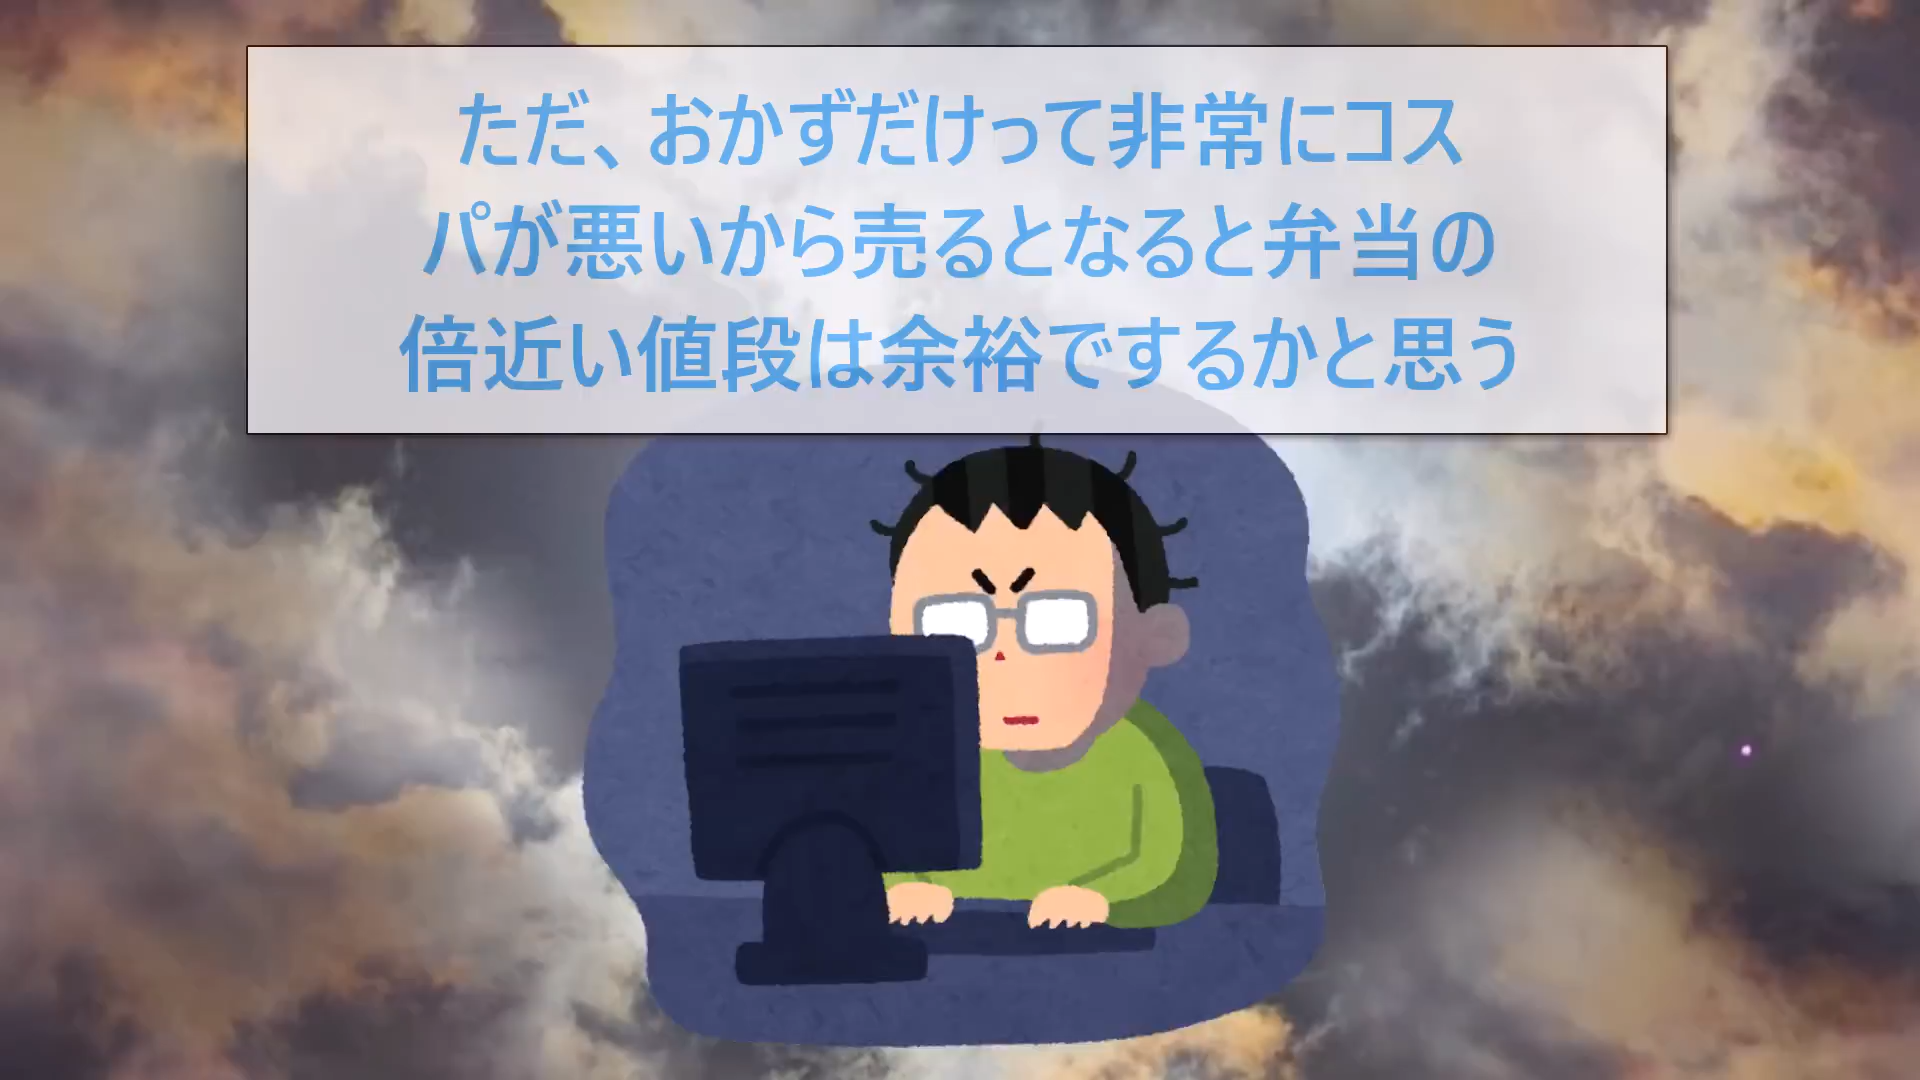 ただ、おかずだけって非常にコス
パが悪いから売るとなると弁当の
倍近い値段は余裕でするかと思う